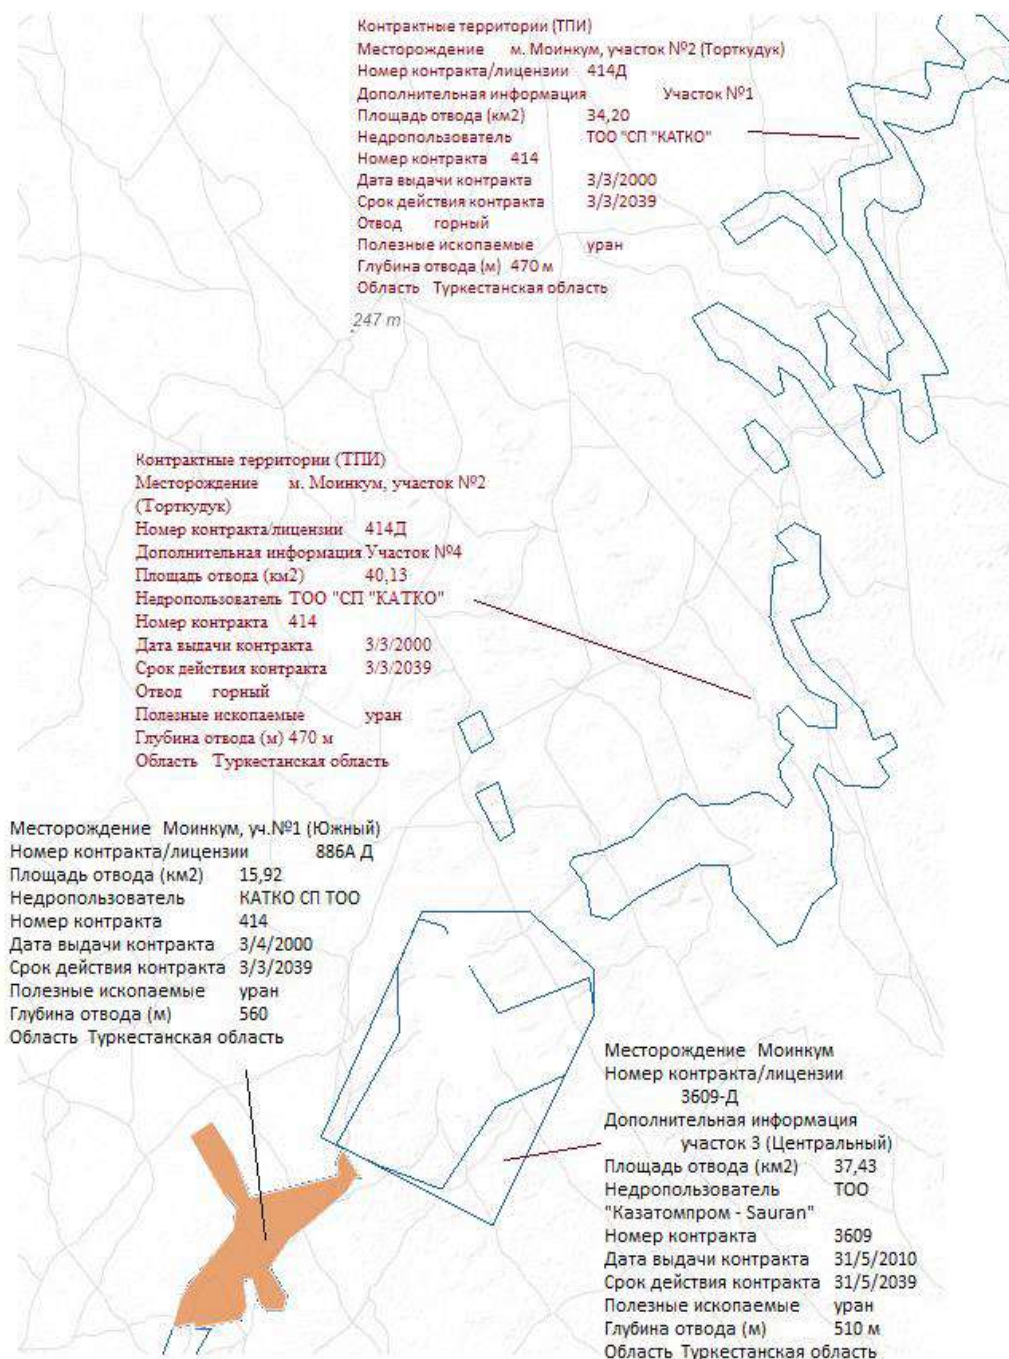 Контрактные территории (ТПИ)
Месторождение м. Моинкум, участок №2 (Торткудук)
Номер контракта/лицензии 414Д
Дополнительная информация Участок №1
Площадь отвода (км2) 34,20
Недропользователь ТОО "СП "КАТКО"
Номер контракта 414
Дата выдачи контракта 3/3/2000
Срок действия контракта 3/3/2039
Отвод горный
Полезные ископаемые уран
Глубина отвода (м) 470 м
Область Туркестанская область
247 m
Контрактные территории (ТПИ)
Месторождение м. Моинкум, участок №2
(Торткудук)
Номер контракта/лицензии 414Д
Дополнительная информация Участок №4
Площадь отвода (км2) 40,13
Недропользователь ТОО "СП "КАТКО"
Номер контракта 414
Дата выдачи контракта 3/3/2000
Срок действия контракта 3/3/2039
Отвод горный
Полезные ископаемые уран
Глубина отвода (м) 470 м
Область Туркестанская область
Месторождение Моинкум, уч.№1 (Южный)
Номер контракта/лицензии 886А Д
Площадь отвода (км2) 15,92
Недропользователь КАТКО СП ТОО
Номер контракта 414
Дата выдачи контракта 3/4/2000
Срок действия контракта 3/3/2039
Полезные ископаемые уран
Глубина отвода (м) 560
Область Туркестанская область
Месторождение Моинкум
Номер контракта/лицензии
3609-Д
Дополнительная информация
участок 3 (Центральный)
Площадь отвода (км2) 37,43
Недропользователь ТОО
"Казатомпром - Sauran"
Номер контракта 3609
Дата выдачи контракта 31/5/2010
Срок действия контракта 31/5/2039
Полезные ископаемые уран
Глубина отвода (м) 510 м
Область Туркестанская область